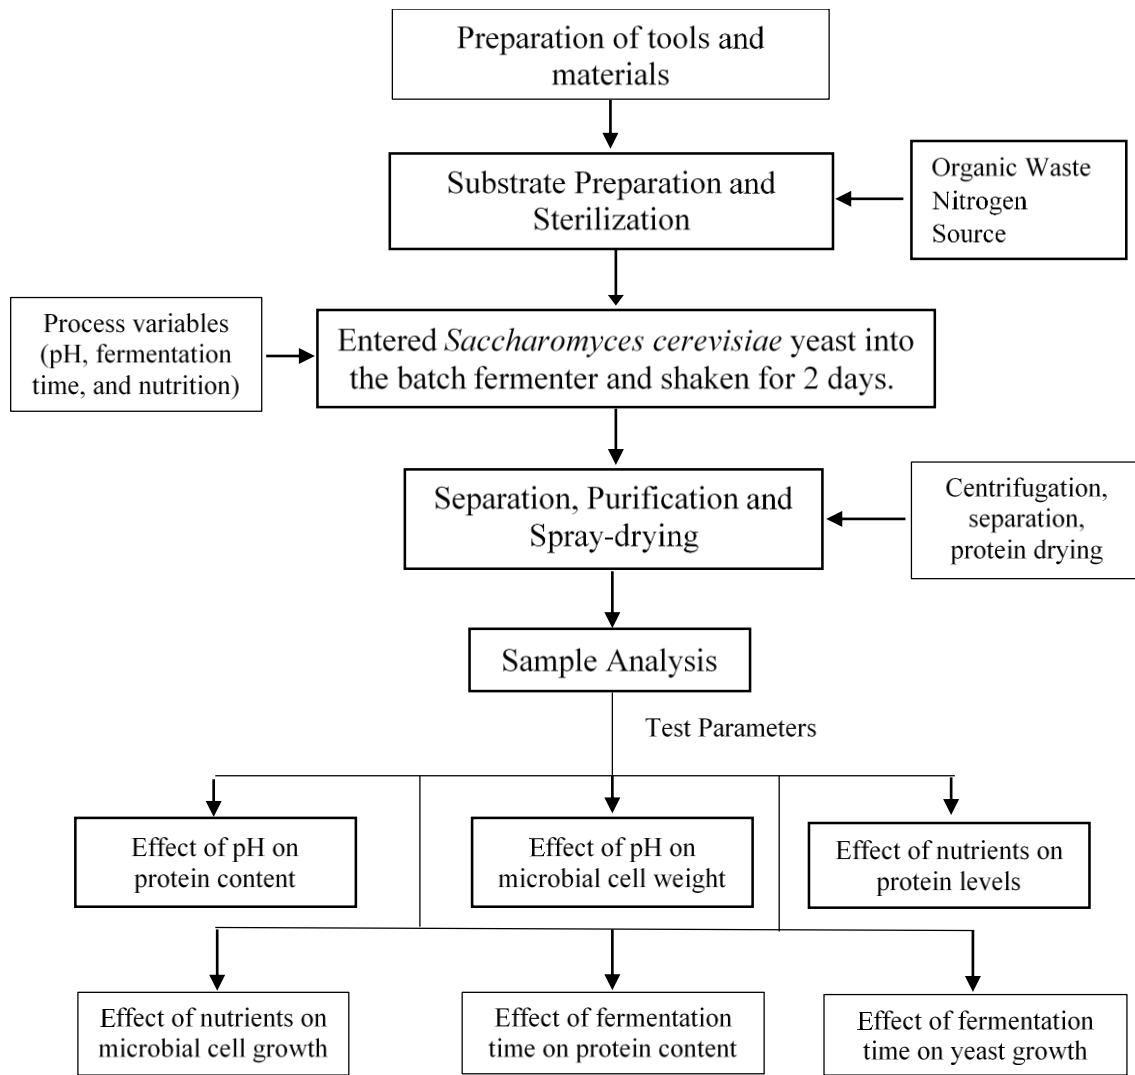 Preparation of tools and
materials
Substrate Preparation and
Sterilization
Organic Waste
Nitrogen
Source
Process variables
(pH, fermentation
time, and nutrition)
Entered Saccharomyces cerevisiae yeast into
the batch fermenter and shaken for 2 days.
Separation, Purification and
Spray-drying
Centrifugation,
separation,
protein drying
Sample Analysis
Test Parameters
Effect of pH on
protein content
Effect of pH on
microbial cell weight
Effect of nutrients on
protein levels
Effect of nutrients on
microbial cell growth
Effect of fermentation
time on protein content
Effect of fermentation
time on yeast growth